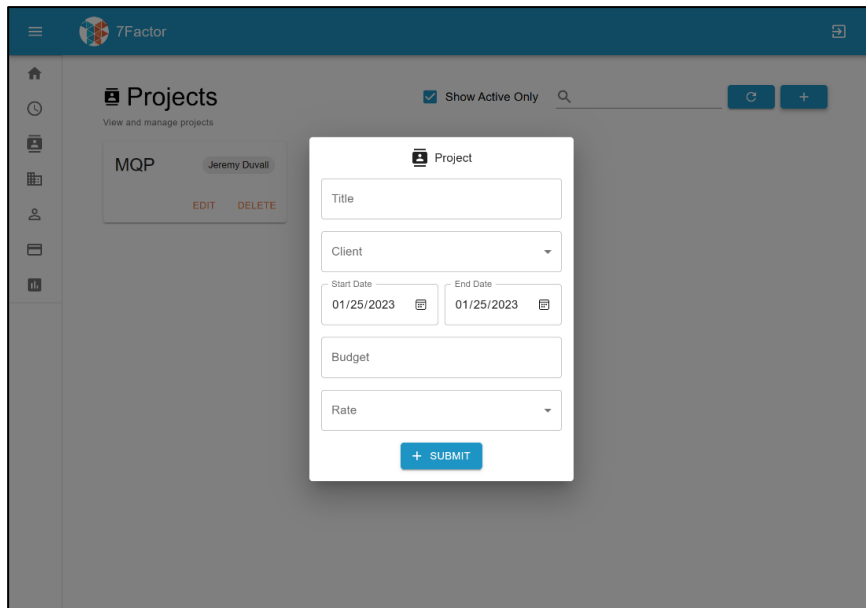 7Factor
Projects
Show Active Only
View and manage projects
MQP
Jeremy Duvall
EDIT DELETE
Project
Title
Client
Start Date End Date
01/25/2023 01/25/2023
Budget
Rate
+ SUBMIT